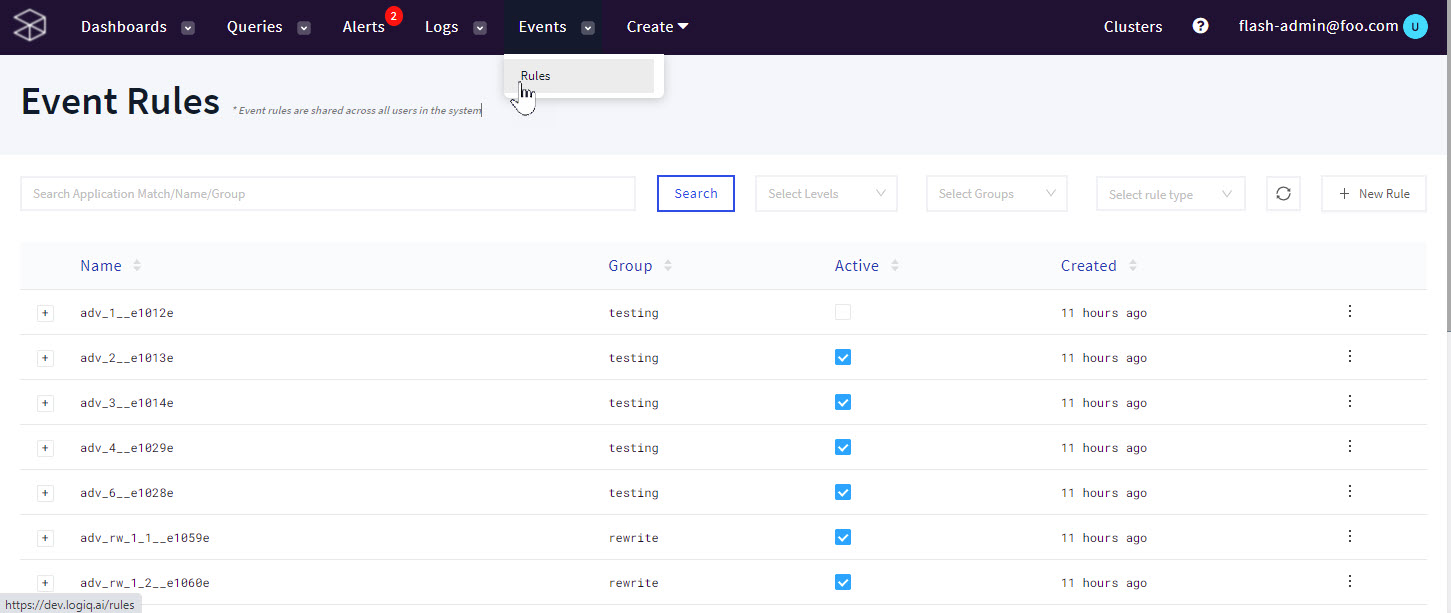 Dashboards Queries Alerts 2 Logs Events Create Clusters ? flash-admin@foo.com U
Rules
Event Rules * Event rules are shared across all users in the system
Search Application Match/Name/Group Search Select Levels Select Groups Select rule type + New Rule
Name Group Active Created
+ adv_1__e1012e testing 11 hours ago
+ adv_2__e1013e testing 11 hours ago
+ adv_3__e1014e testing 11 hours ago
+ adv_4__e1029e testing 11 hours ago
+ adv_6__e1028e testing 11 hours ago
+ adv_rw_1_1__e1059e rewrite 11 hours ago
+ adv_rw_1_2__e1060e rewrite 11 hours ago
https://dev.logiq.ai/rules